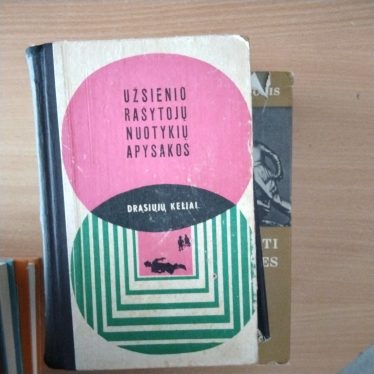 UŽSIENIO
RAŠYTOJŲ
NUOTYKIŲ
APYSAKOS
DRĄSIŲJŲ KELIAI